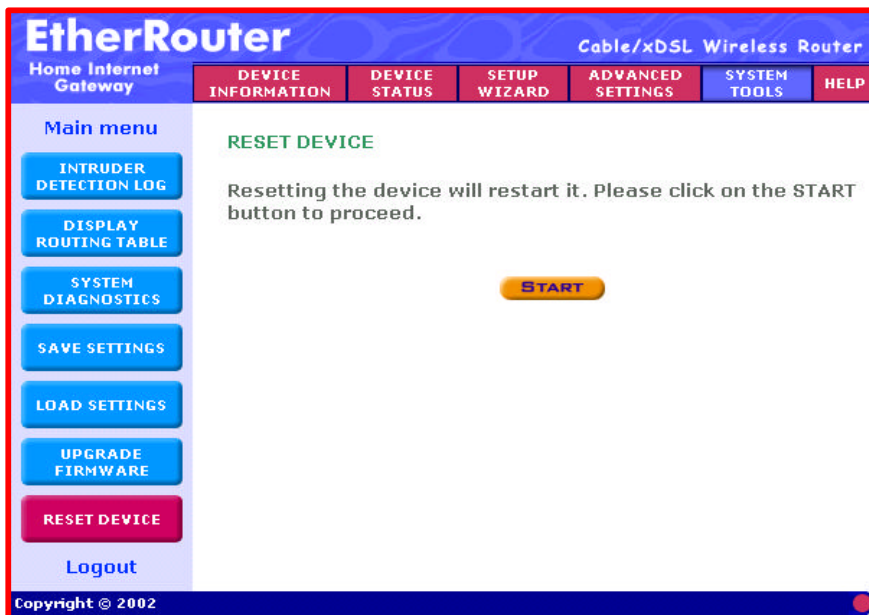 EtherRouter
Cable/xDSL Wireless Router
Home Internet
Gateway
DEVICE
INFORMATION
DEVICE
STATUS
SETUP
WIZARD
ADVANCED
SETTINGS
SYSTEM
TOOLS
HELP
Main menu
INTRUDER
DETECTION LOG
DISPLAY
ROUTING TABLE
SYSTEM
DIAGNOSTICS
SAVE SETTINGS
LOAD SETTINGS
UPGRADE
FIRMWARE
RESET DEVICE
Logout
RESET DEVICE
Resetting the device will restart it. Please click on the START
button to proceed.
START
Copyright © 2002